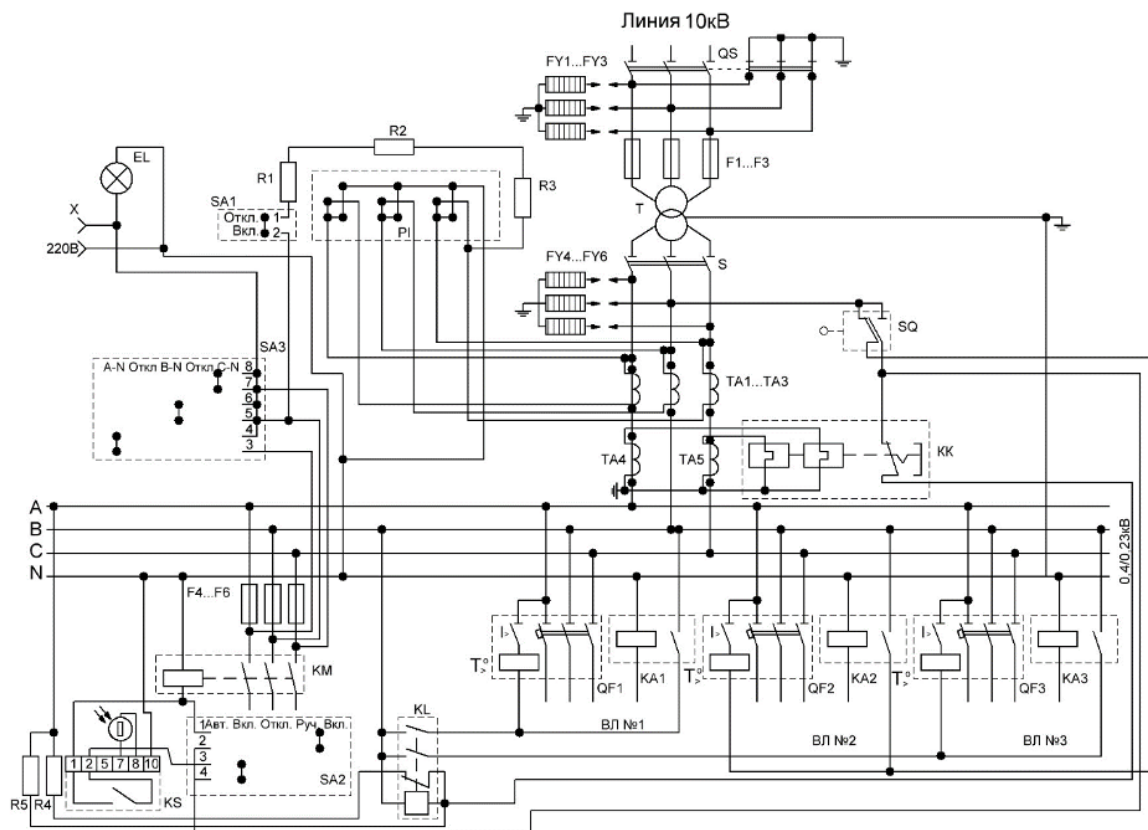 Линия 10кВ
QS
FY1...FY3
R2
EL
R1
F1...F3
R3
SA1
X
Откл.
1
Вкл.
2
PI
T
220В
FY4...FY6
S
SQ
SA3
A-N Откл B-N Откл C-N
8
7
6
5
4
3
TA1...TA3
TA4
TA5
KK
A
B
C
N
0,4/0,23кВ
F4...F6
I>
I>
I>
KM
T>°
QF1
KA1
T>°
QF2
KA2
T>°
QF3
KA3
1
Авт. Вкл. Откл. Руч. Вкл.
2
3
4
SA2
KL
ВЛ №1
ВЛ №2
ВЛ №3
1 2 5 7 8 10
R5
R4
KS